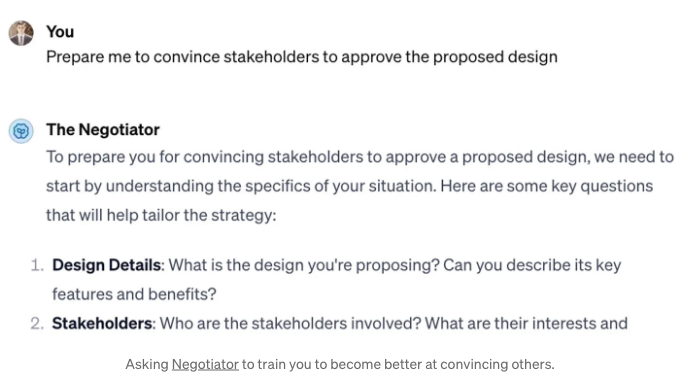 You
Prepare me to convince stakeholders to approve the proposed design
The Negotiator
To prepare you for convincing stakeholders to approve a proposed design, we need to
start by understanding the specifics of your situation. Here are some key questions
that will help tailor the strategy:
1. Design Details: What is the design you're proposing? Can you describe its key
features and benefits?
2. Stakeholders: Who are the stakeholders involved? What are their interests and
Asking Negotiator to train you to become better at convincing others.